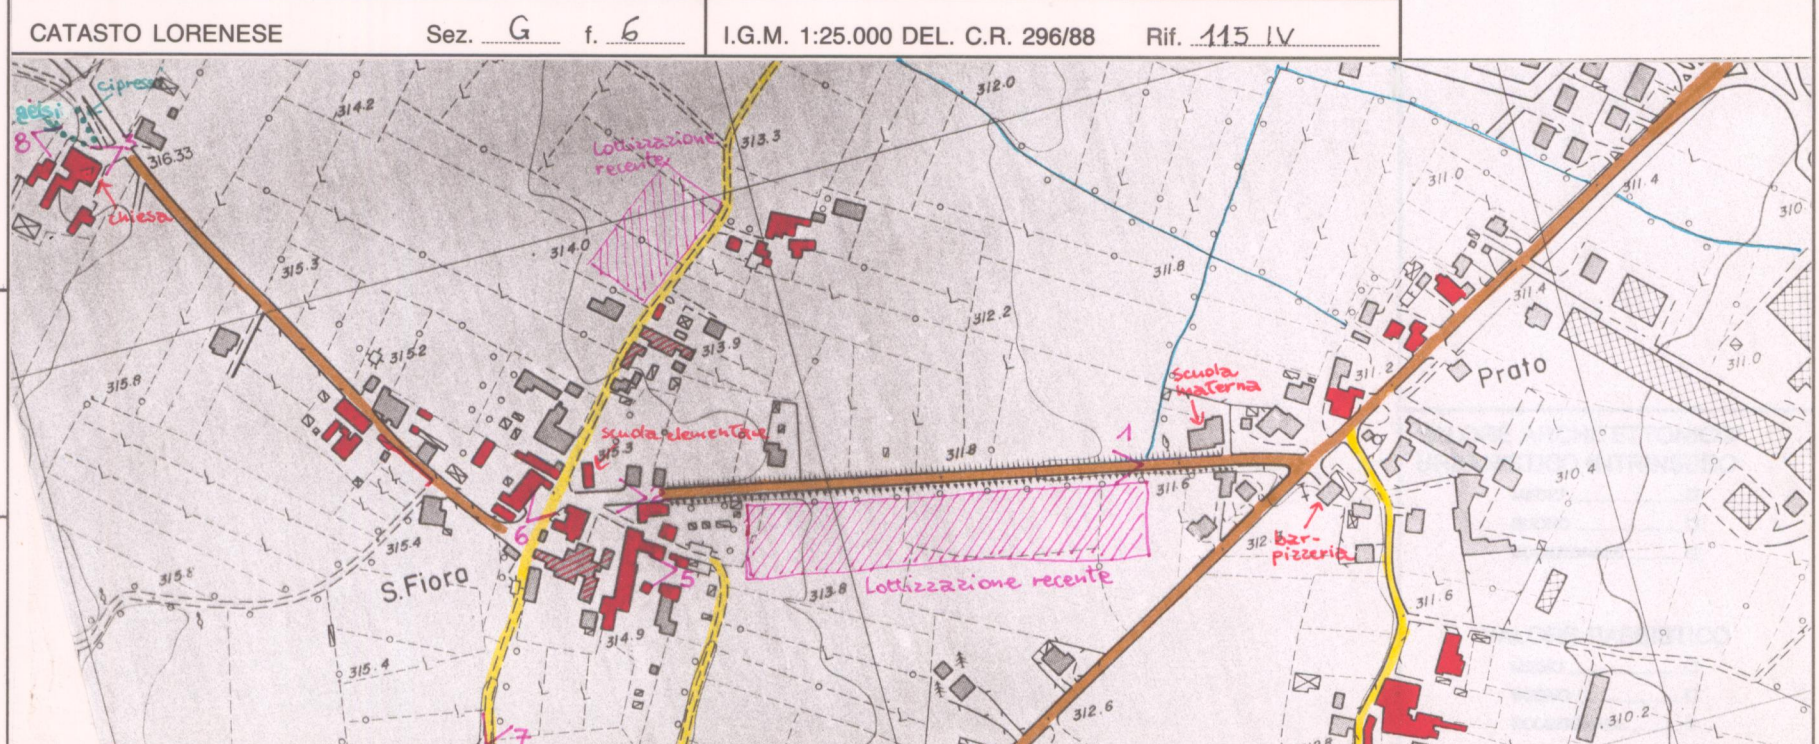 CATASTO LORENESE Sez. G f. 6 I.G.M. 1:25.000 DEL. C.R. 296/88 Rif. 115 IV
cipressi
gelsi
8
3
316.33
chiesa
314.2
Lottizzazione
recente
313.3
312.0
311.0
311.4
310
315.3
314.0
311.8
311.4
312.2
313.9
315.2
315.8
311.0
311.2
Prato
scuola
materna
scuola elementare
315.3
311.8
1
311.6
310.4
2
6
312.
bar-
pizzeria
315.4
315.8
S.Fiora
5
Lottizzazione recente
313.8
311.6
314.9
315.4
312.6
310.2
7